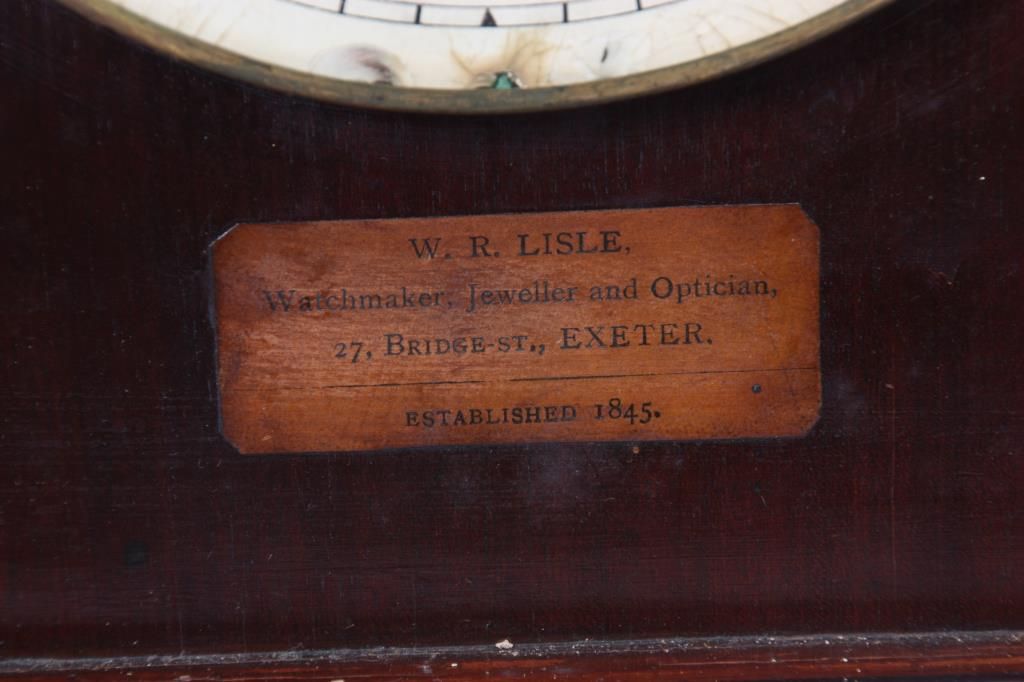 W. R. LISLE,
Watchmaker, Jeweller and Optician,
27, BRIDGE-ST., EXETER.
ESTABLISHED 1845.